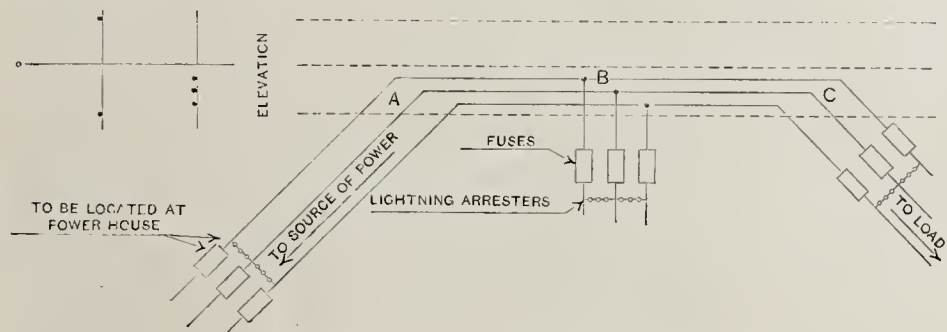 ELEVATION
A
B
C
FUSES
LIGHTNING ARRESTERS
TO SOURCE OF POWER
TO BE LOCATED AT
POWER HOUSE
TO LOAD